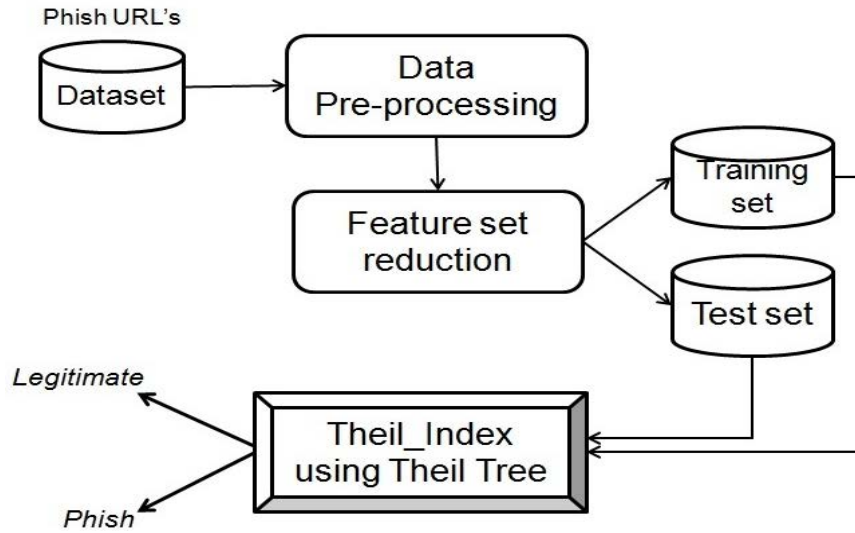 Phish URL's
Dataset
Data
Pre-processing
Feature set
reduction
Training
set
Test set
Theil_Index
using Theil Tree
Legitimate
Phish